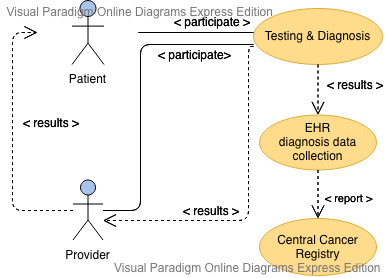 Visual Paradigm Online Diagrams Express Edition
< participate >
Testing & Diagnosis
< participate>
Patient
< results >
< results >
EHR
diagnosis data
collection
< report >
< results >
Provider
Central Cancer
Registry
Visual Paradigm Online Diagrams Express Edition